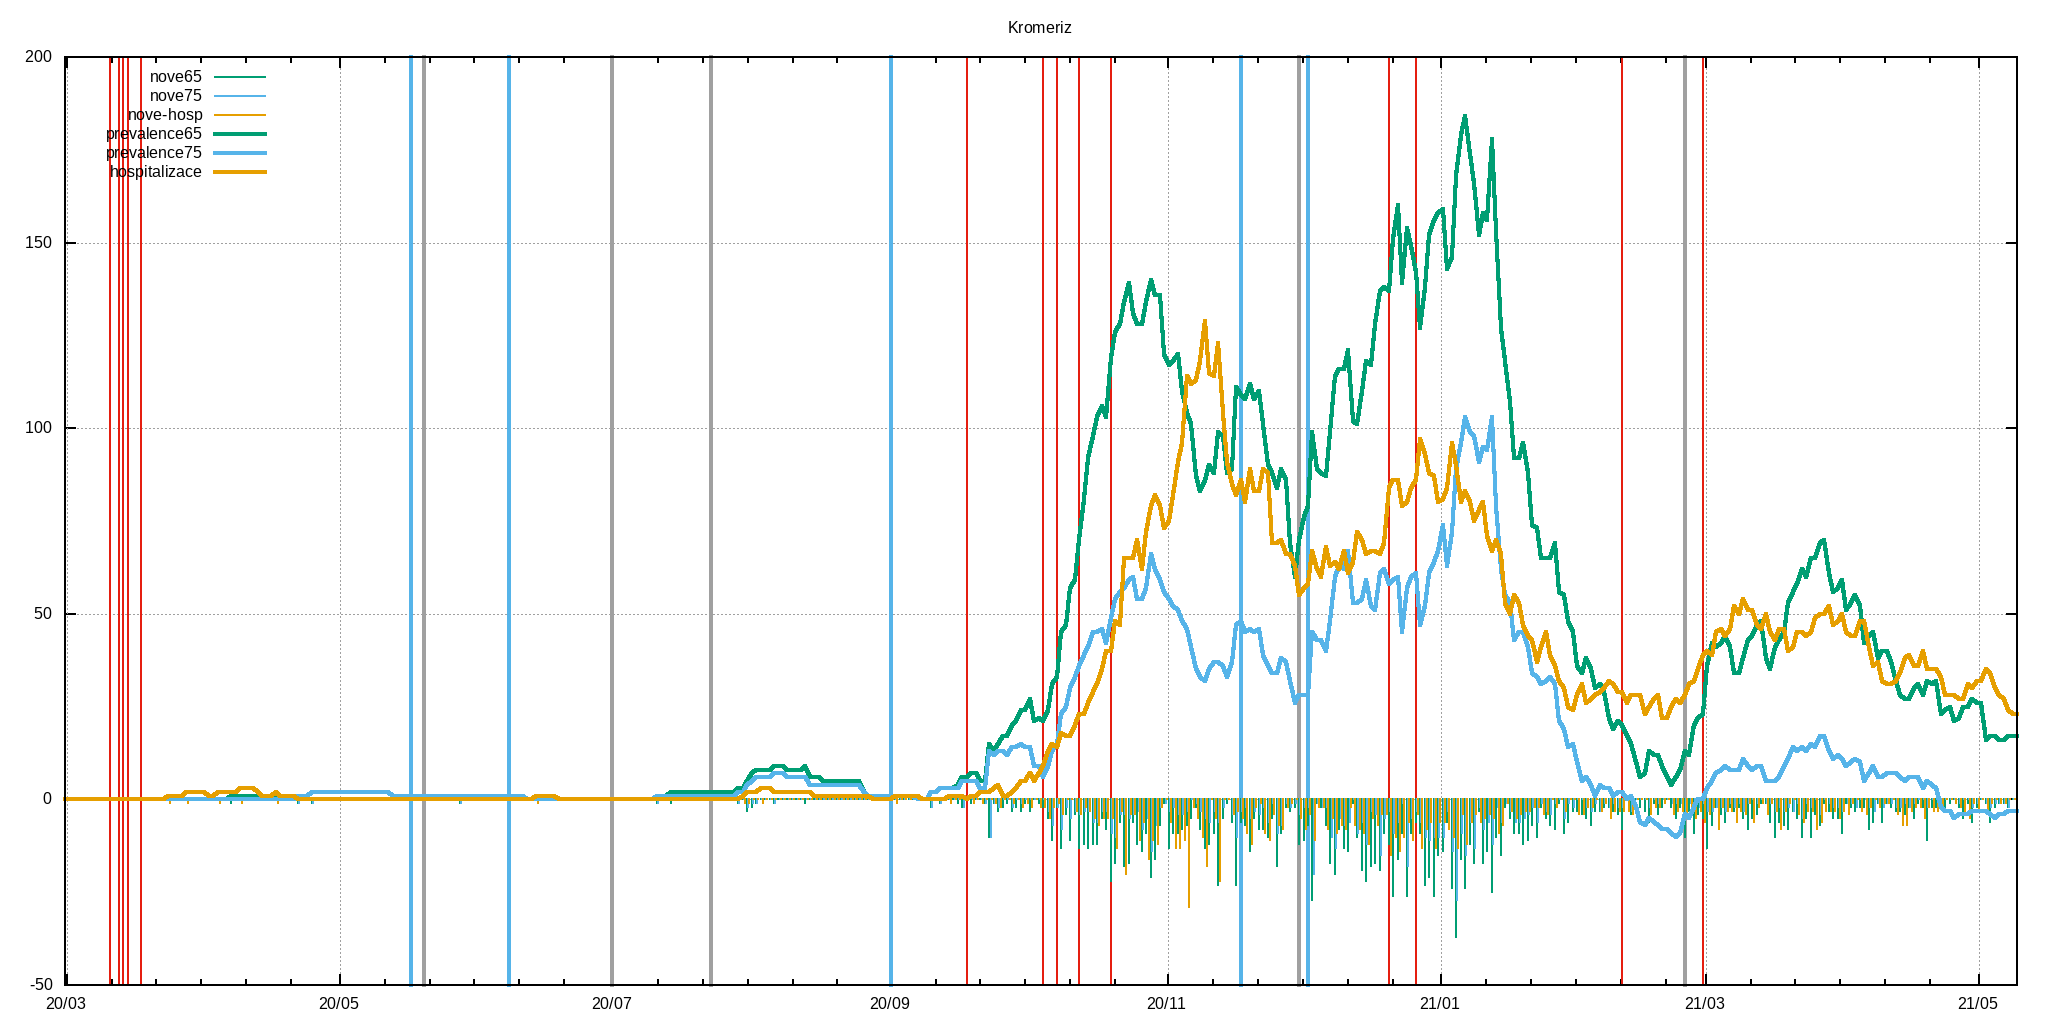 Kromeriz
200
150
100
50
0
-50
nove65
nove75
nove-hosp
prevalence65
prevalence75
hospitalizace
20/03 20/05 20/07 20/09 20/11 21/01 21/03 21/05